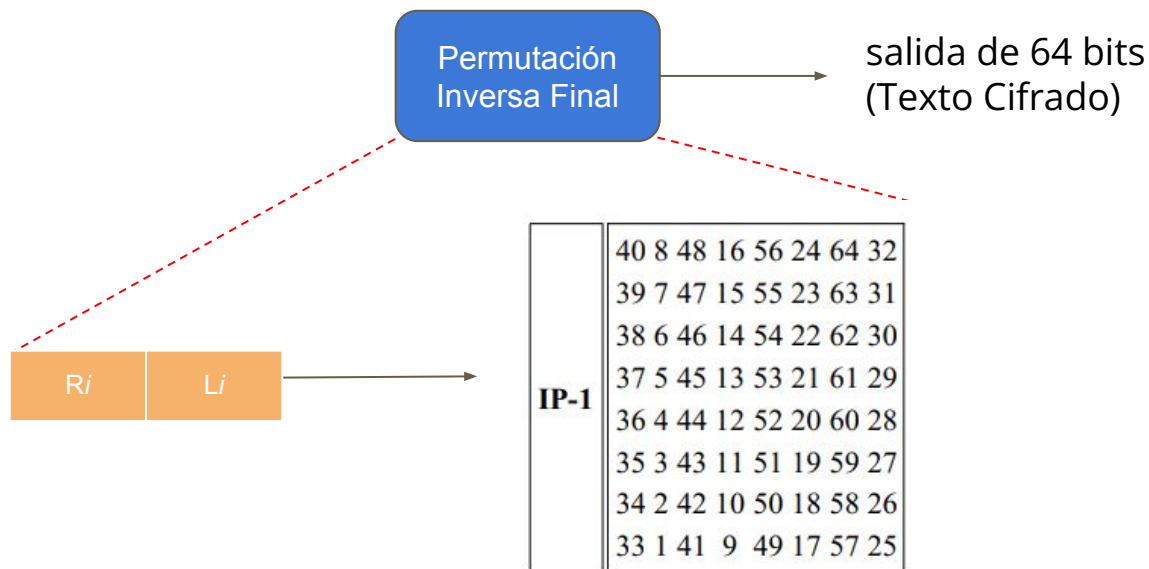 Permutación
Inversa Final
salida de 64 bits
(Texto Cifrado)
Ri
Li
IP-1
40 8 48 16 56 24 64 32
39 7 47 15 55 23 63 31
38 6 46 14 54 22 62 30
37 5 45 13 53 21 61 29
36 4 44 12 52 20 60 28
35 3 43 11 51 19 59 27
34 2 42 10 50 18 58 26
33 1 41 9 49 17 57 25